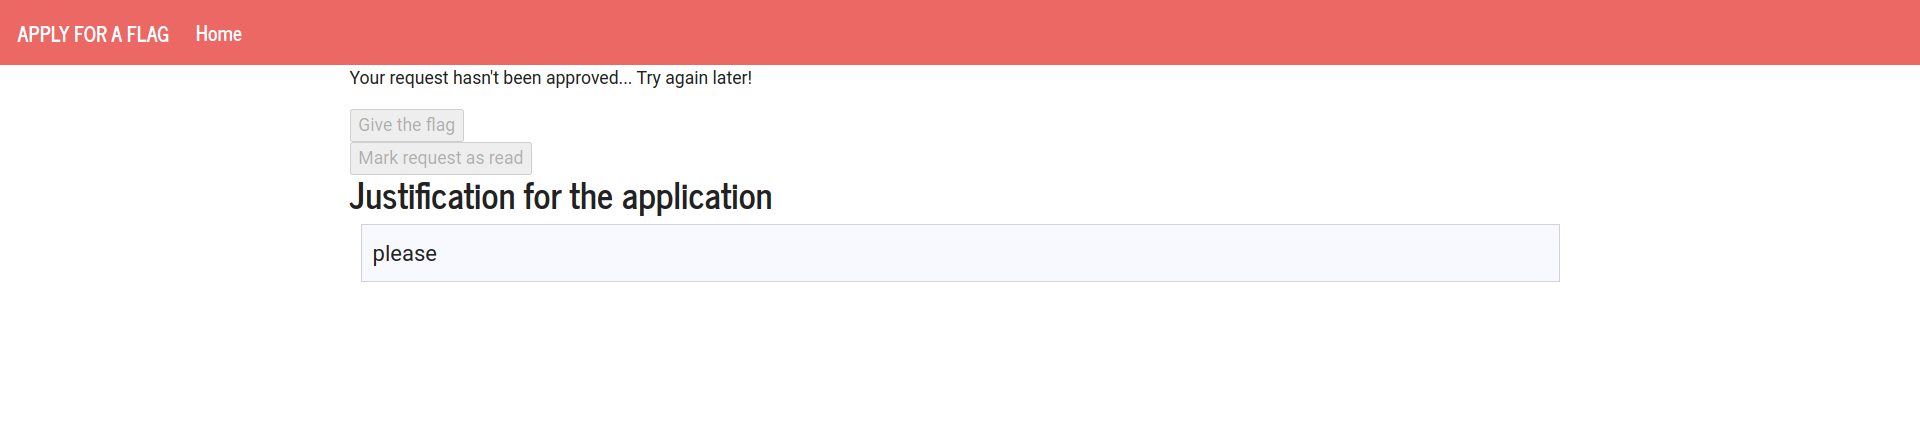 APPLY FOR A FLAG Home
Your request hasn't been approved... Try again later!
Give the flag
Mark request as read
Justification for the application
please